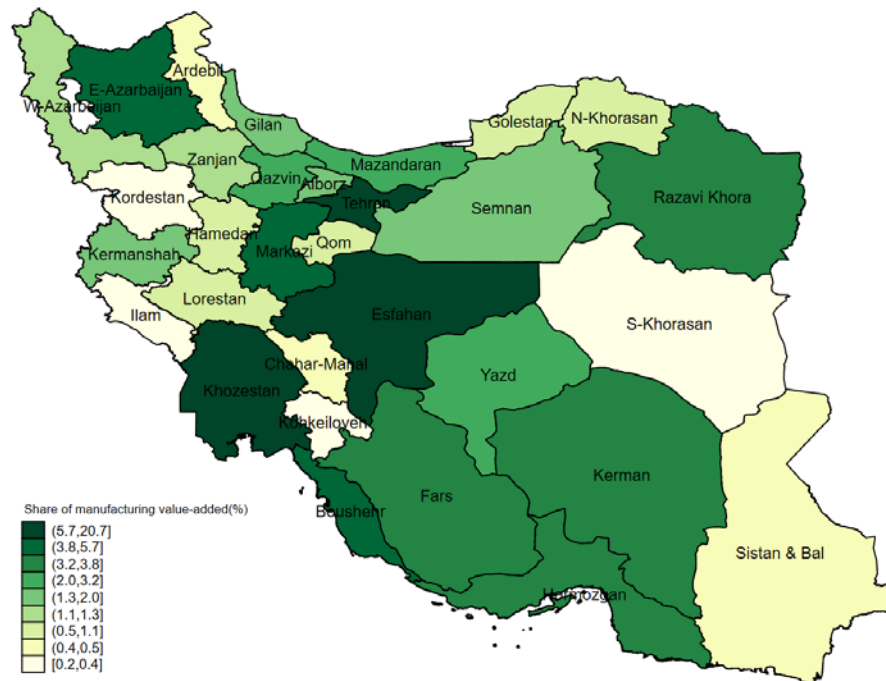 Ardebil
E-Azarbaijan
W-Azarbaijan
Gilan
Golestan
N-Khorasan
Zanjan
Mazandaran
Qazvin
Alborz
Tehran
Kordestan
Razavi Khora
Semnan
Hamedan
Qom
Markazi
Kermanshah
Lorestan
Ilam
Esfahan
S-Khorasan
Chahar-Mahal
Yazd
Khozestan
Kohkeiloyeh
Kerman
Fars
Boushehr
Sistan & Bal
Hormozgan
Share of manufacturing value-added(%)
(5.7,20.7]
(3.8,5.7]
(3.2,3.8]
(2.0,3.2]
(1.3,2.0]
(1.1,1.3]
(0.5,1.1]
(0.4,0.5]
[0.2,0.4]